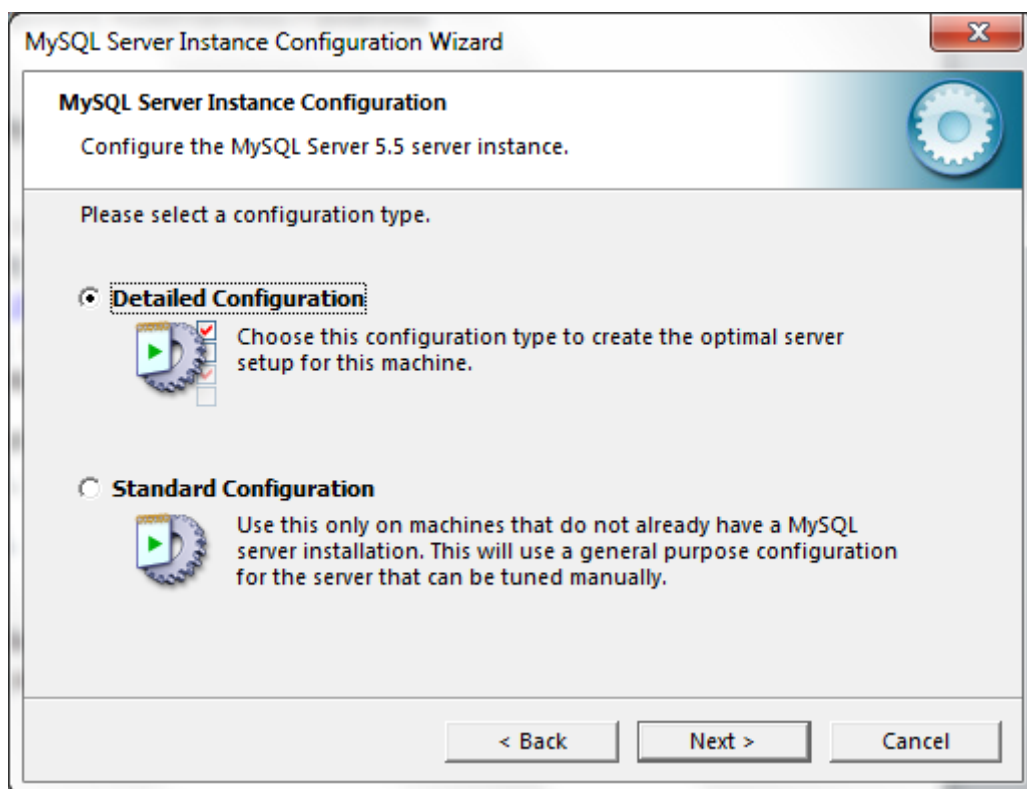 MySQL Server Instance Configuration Wizard
MySQL Server Instance Configuration
Configure the MySQL Server 5.5 server instance.
Please select a configuration type.
Detailed Configuration
Choose this configuration type to create the optimal server
setup for this machine.
Standard Configuration
Use this only on machines that do not already have a MySQL
server installation. This will use a general purpose configuration
for the server that can be tuned manually.
< Back
Next >
Cancel